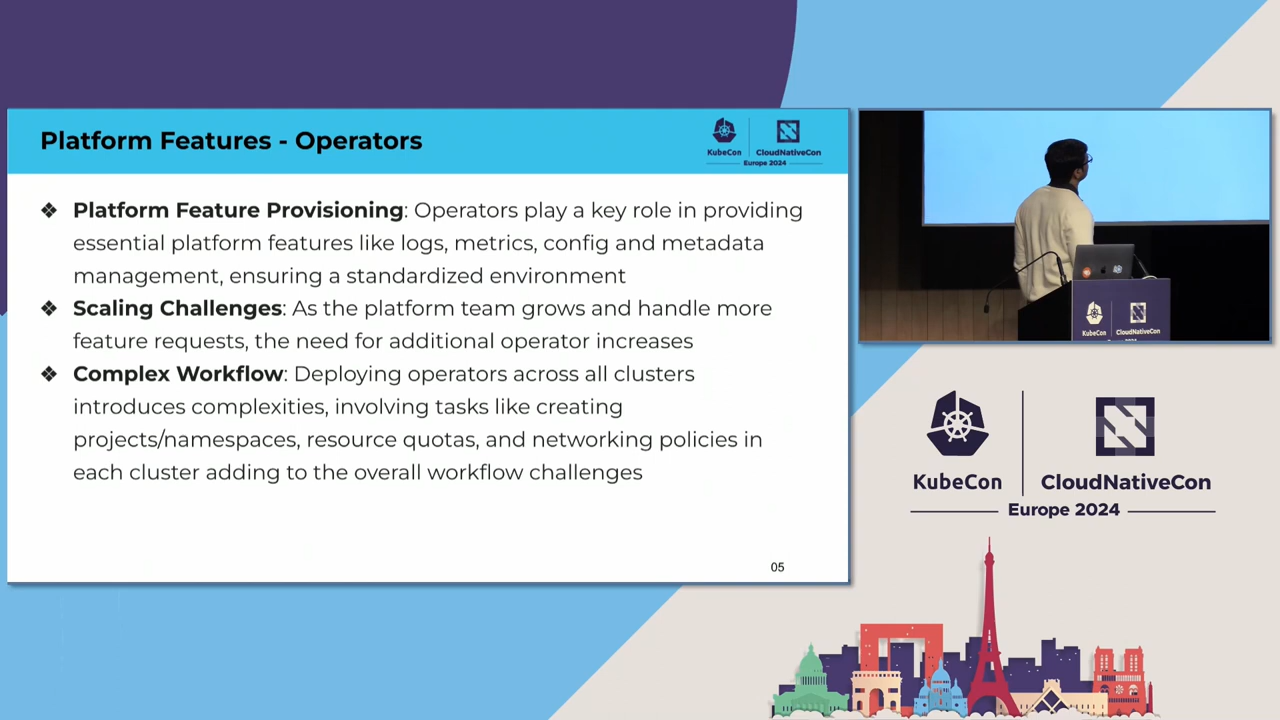 Platform Features - Operators
KubeCon
CloudNativeCon
Europe 2024
❖ Platform Feature Provisioning: Operators play a key role in providing
essential platform features like logs, metrics, config and metadata
management, ensuring a standardized environment
❖ Scaling Challenges: As the platform team grows and handle more
feature requests, the need for additional operator increases
❖ Complex Workflow: Deploying operators across all clusters
introduces complexities, involving tasks like creating
projects/namespaces, resource quotas, and networking policies in
each cluster adding to the overall workflow challenges
05
KubeCon
CloudNativeCon
KubeCon
CloudNativeCon
Europe 2024